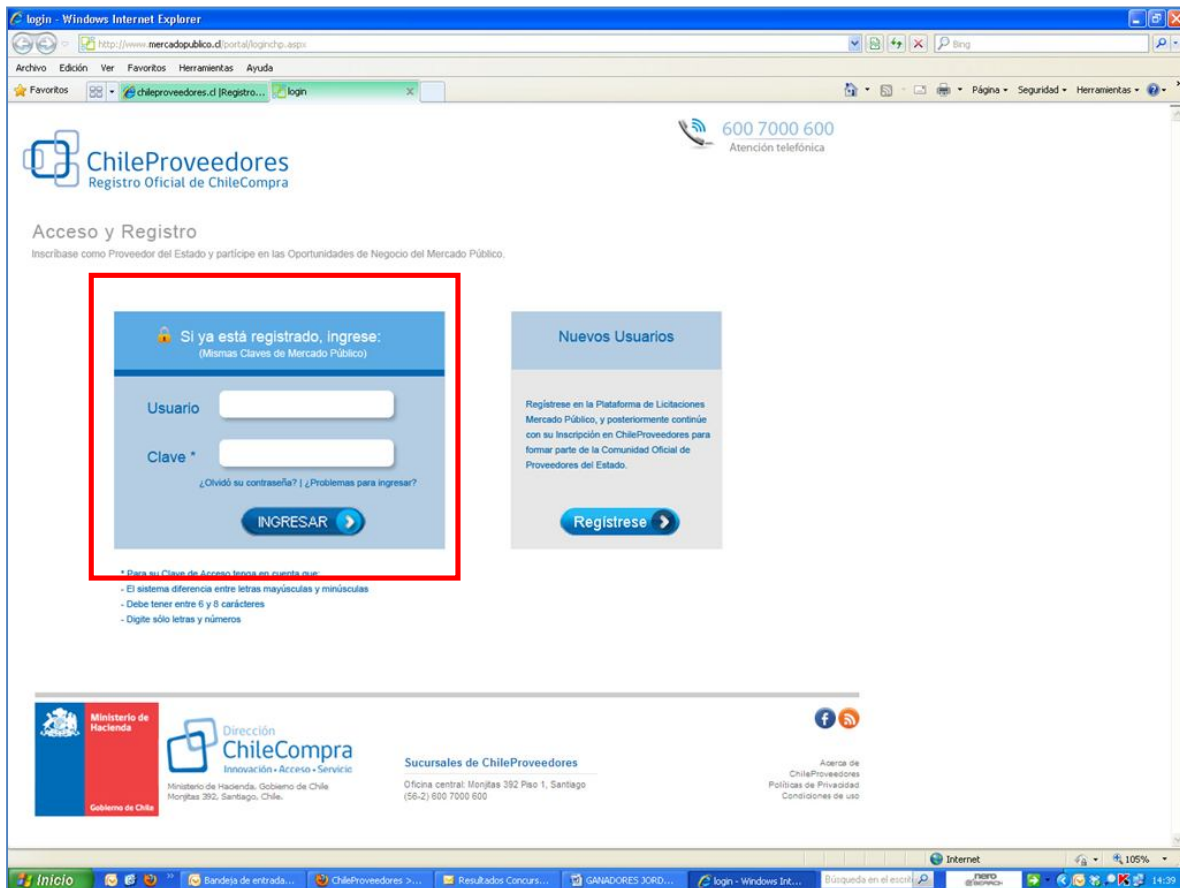 login - Windows Internet Explorer
http://www.mercadopublico.cl/portal/loginchp.aspx
Bing
Archivo Edición Ver Favoritos Herramientas Ayuda
Favoritos chileproveedores.cl |Registro... login Página Seguridad Herramientas
ChileProveedores
Registro Oficial de ChileCompra
600 7000 600
Atención telefónica
Acceso y Registro
Inscríbase como Proveedor del Estado y participe en las Oportunidades de Negocio del Mercado Público.
Si ya está registrado, ingrese:
(Mismas Claves de Mercado Público)
Usuario
Clave *
¿Olvidó su contraseña? | ¿Problemas para ingresar?
INGRESAR
Nuevos Usuarios
Regístrese en la Plataforma de Licitaciones
Mercado Público, y posteriormente continúe
con su Inscripción en ChileProveedores para
formar parte de la Comunidad Oficial de
Proveedores del Estado.
Regístrese
* Para su Clave de Acceso tenga en cuenta que:
- El sistema diferencia entre letras mayúsculas y minúsculas
- Debe tener entre 6 y 8 carácteres
- Digite sólo letras y números
Ministerio de
Hacienda
Gobierno de Chile
Dirección
ChileCompra
Innovación • Acceso • Servicio
Ministerio de Hacienda. Gobierno de Chile
Monjitas 392, Santiago, Chile.
Sucursales de ChileProveedores
Oficina central: Monjitas 392 Piso 1, Santiago
(56-2) 600 7000 600
Acerca de
ChileProveedores
Políticas de Privacidad
Condiciones de uso
Internet 105%
Inicio Bandeja de entrada... ChileProveedores >... Resultados Concurs... GANADORES JORD... login - Windows Int... Búsqueda en el escrit nero 14:39